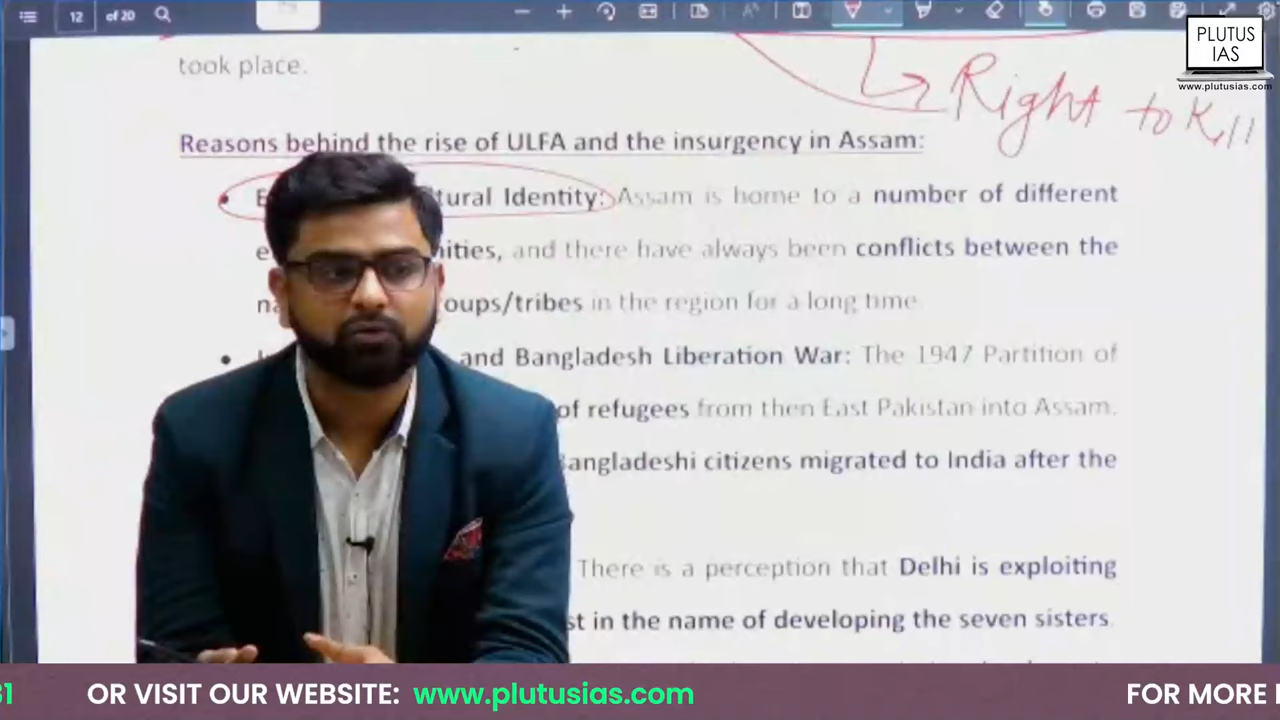 12 of 20
PLUTUS
IAS
www.plutusias.com
took place.
Right to Kill
Reasons behind the rise of ULFA and the insurgency in Assam:
tural Identity: Assam is home to a number of different
nities, and there have always been conflicts between the
oups/tribes in the region for a long time
and Bangladesh Liberation War: The 1947 Partition of
of refugees from then East Pakistan into Assam.
Bangladeshi citizens migrated to India after the
There is a perception that Delhi is exploiting
st in the name of developing the seven sisters
31 OR VISIT OUR WEBSITE: www.plutusias.com FOR MORE